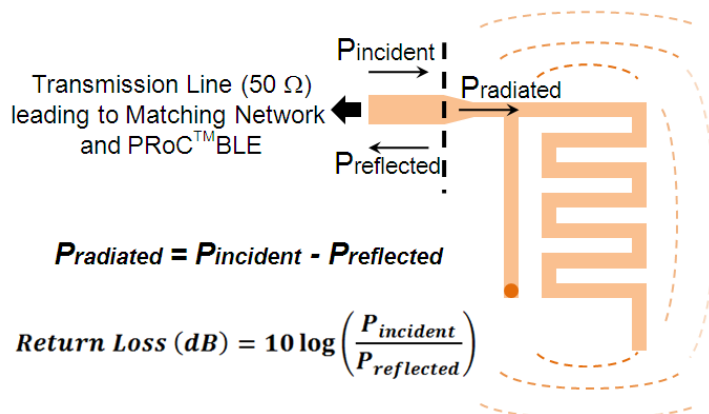 Pincident
Transmission Line (50 Ω)
leading to Matching Network
and PRoC™BLE
Pradiated
Preflected
Pradiated = Pincident - Preflected
Return Loss (dB) = 10 log(Pincident/Preflected)